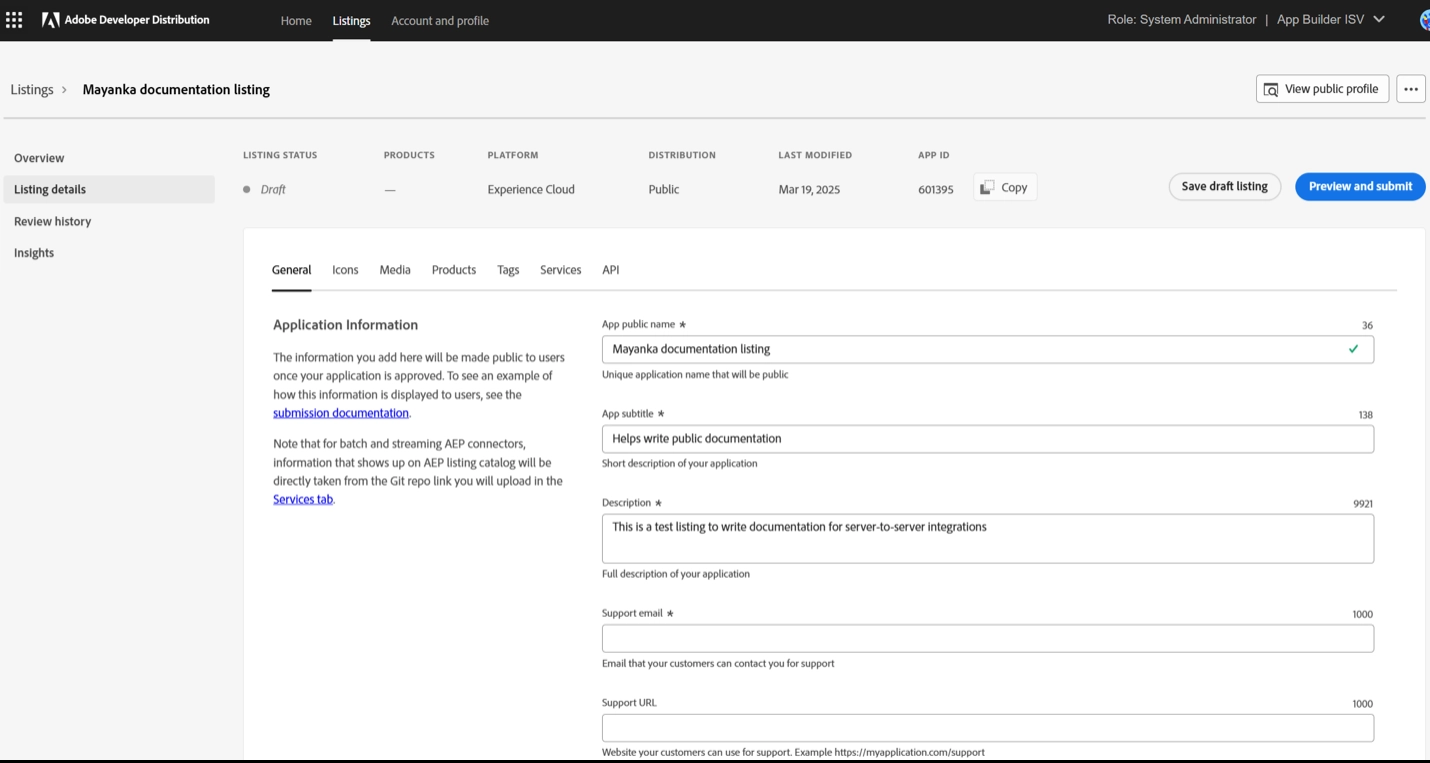 Adobe Developer Distribution
Home Listings Account and profile
Role: System Administrator | App Builder ISV
Listings > Mayanka documentation listing
View public profile
Overview
Listing details
Review history
Insights
LISTING STATUS PRODUCTS PLATFORM DISTRIBUTION LAST MODIFIED APP ID
Draft — Experience Cloud Public Mar 19, 2025 601395 Copy
Save draft listing Preview and submit
General Icons Media Products Tags Services API
Application Information
The information you add here will be made public to users
once your application is approved. To see an example of
how this information is displayed to users, see the
submission documentation.
Note that for batch and streaming AEP connectors,
information that shows up on AEP listing catalog will be
directly taken from the Git repo link you will upload in the
Services tab.
App public name * 36
Mayanka documentation listing
Unique application name that will be public
App subtitle * 138
Helps write public documentation
Short description of your application
Description * 9921
This is a test listing to write documentation for server-to-server integrations
Full description of your application
Support email * 1000
Email that your customers can contact you for support
Support URL 1000
Website your customers can use for support. Example https://myapplication.com/support